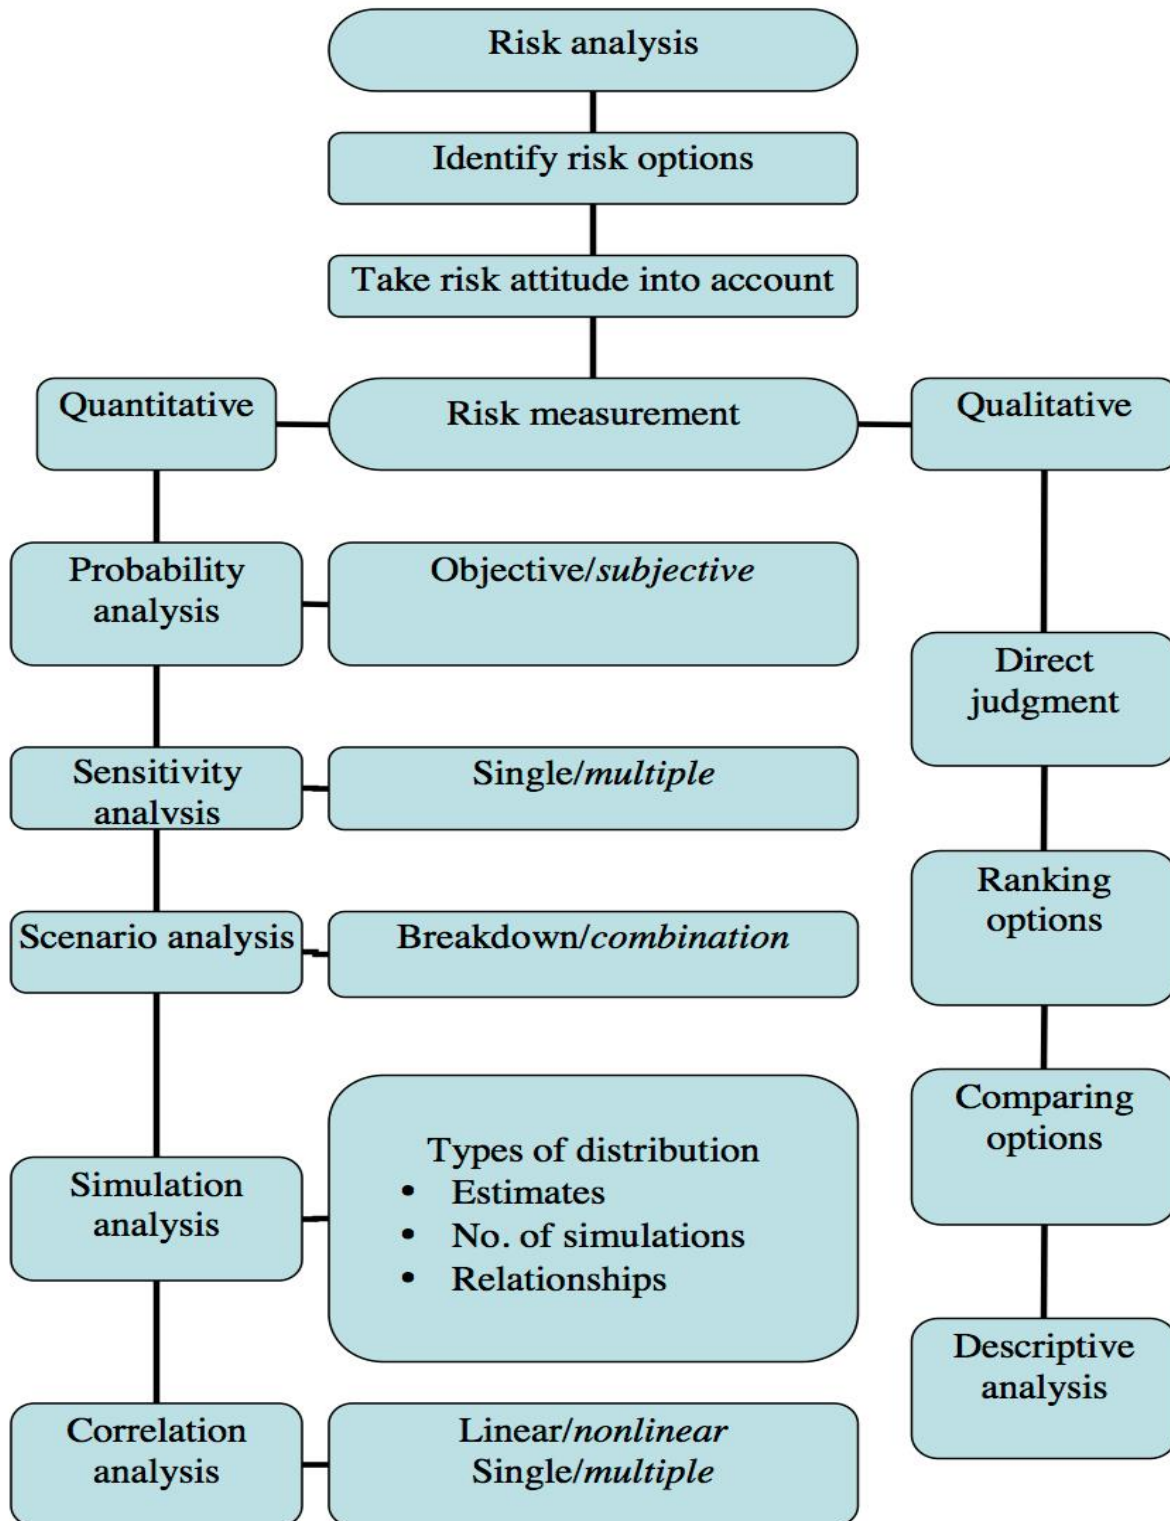 Risk analysis
Identify risk options
Take risk attitude into account
Quantitative
Risk measurement
Qualitative
Probability
analysis
Objective/subjective
Direct
judgment
Sensitivity
analysis
Single/multiple
Ranking
options
Scenario analysis
Breakdown/combination
Comparing
options
Simulation
analysis
Types of distribution
• Estimates
• No. of simulations
• Relationships
Descriptive
analysis
Correlation
analysis
Linear/nonlinear
Single/multiple